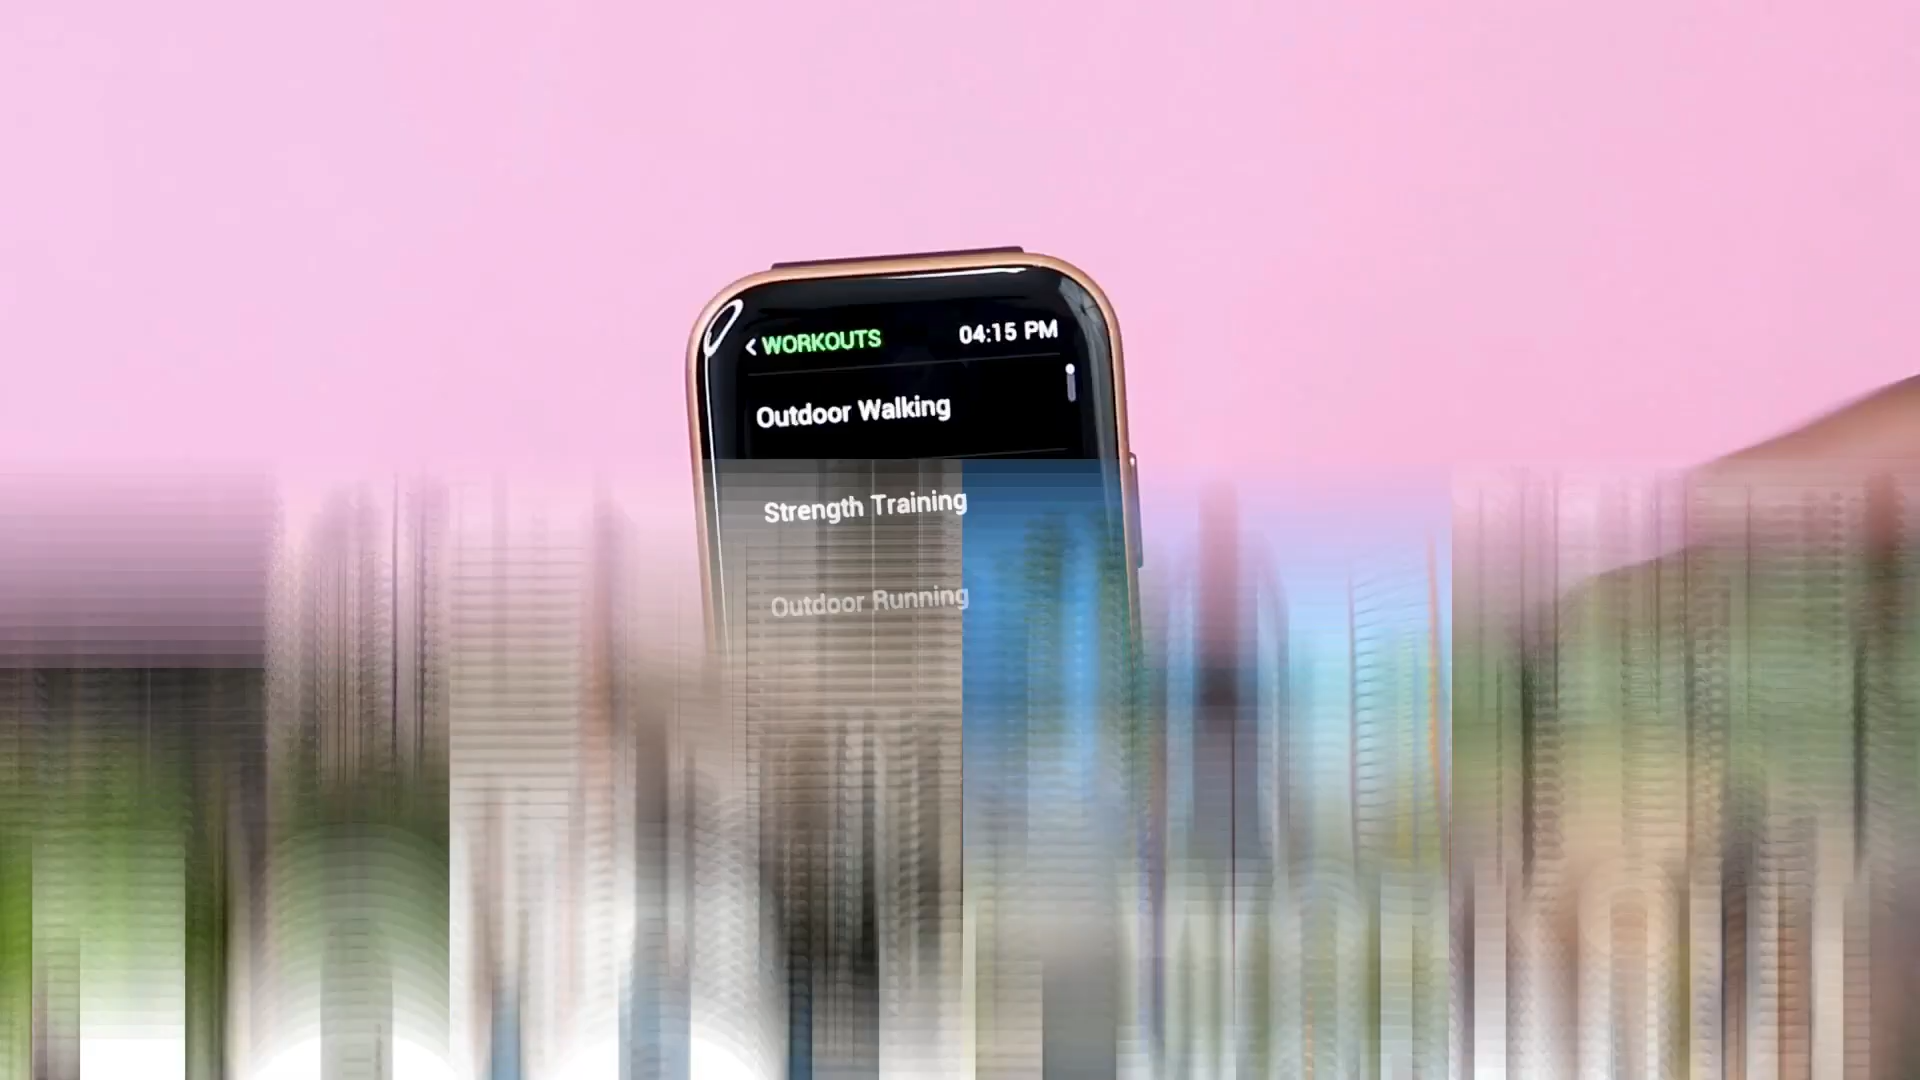 WORKOUTS 04:15 PM
Outdoor Walking
Strength Training
Outdoor Running